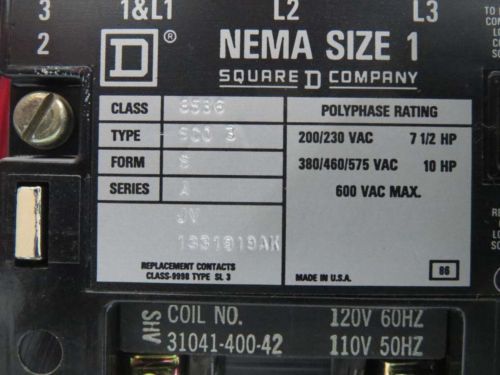 3 1&L1 L2 L3
2
D ® NEMA SIZE 1
SQUARE D COMPANY
CLASS 8536
TYPE SCO 3
FORM S
SERIES A
JV
1331819AK
REPLACEMENT CONTACTS
CLASS-9998 TYPE SL 3
POLYPHASE RATING
200/230 VAC 7 1/2 HP
380/460/575 VAC 10 HP
600 VAC MAX.
MADE IN U.S.A. 86
SHV COIL NO. 120V 60HZ
31041-400-42 110V 50HZ